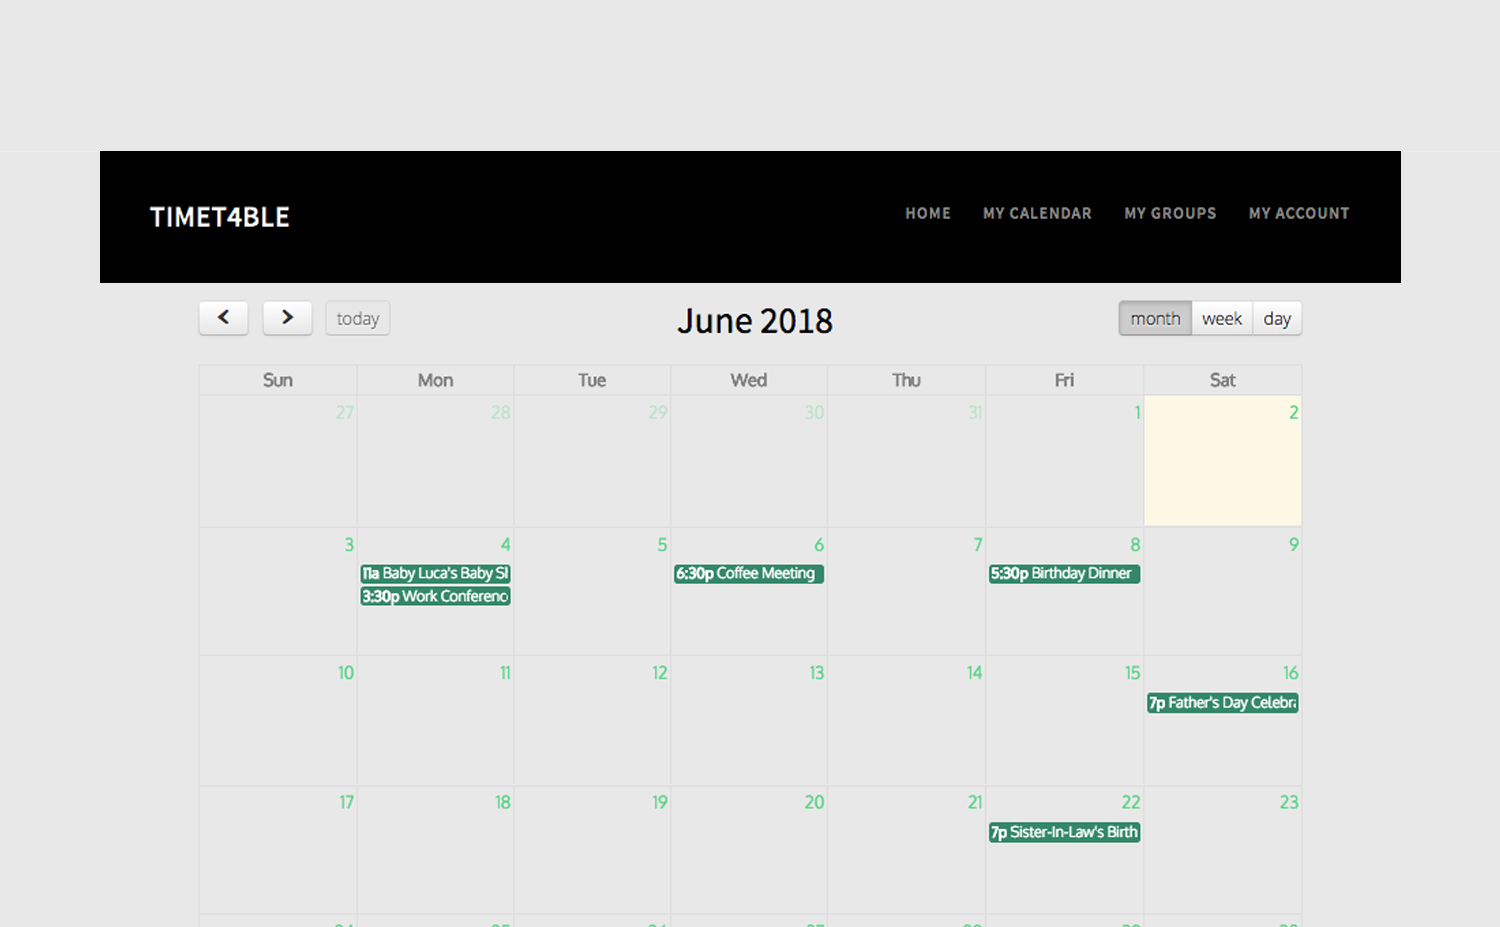 TIMET4BLE
HOME MY CALENDAR MY GROUPS MY ACCOUNT
today June 2018 month week day
Sun Mon Tue Wed Thu Fri Sat
27 28 29 30 31 1 2
3 4 5 6 7 8 9
11a Baby Luca's Baby 6:30p Coffee Meeting 5:30p Birthday Dinner
3:30p Work Conferenc
10 11 12 13 14 15 16
7p Father's Day Celebr
17 18 19 20 21 22 23
7p Sister-In-Law's Birth